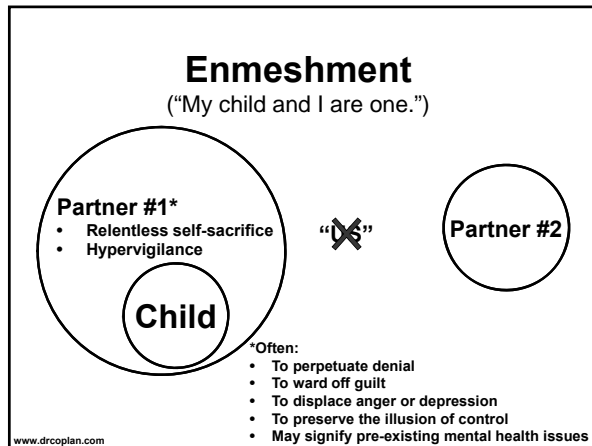 Enmeshment
(“My child and I are one.”)
Partner #1*
• Relentless self-sacrifice
• Hypervigilance
Child
“US”
Partner #2
*Often:
• To perpetuate denial
• To ward off guilt
• To displace anger or depression
• To preserve the illusion of control
• May signify pre-existing mental health issues
www.drcoplan.com